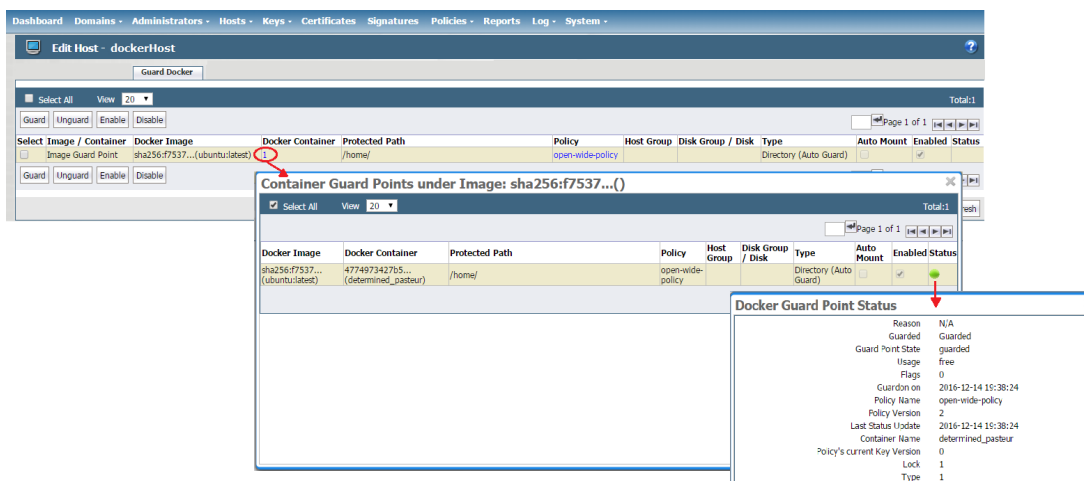 Dashboard Domains Administrators Hosts Keys Certificates Signatures Policies Reports Log System
Edit Host - dockerHost ?
Guard Docker
Select All View 20 Total:1
Guard Unguard Enable Disable Page 1 of 1
Select Image / Container Docker Image Docker Container Protected Path Policy Host Group Disk Group / Disk Type Auto Mount Enabled Status
Image Guard Point sha256:f7537...(ubuntu:latest) 1 /home/ open-wide-policy Directory (Auto Guard)
Guard Unguard Enable Disable
resh
Container Guard Points under Image: sha256:f7537...()
Select All View 20 Total:1
Page 1 of 1
Docker Image Docker Container Protected Path Policy Host Group Disk Group / Disk Type Auto Mount Enabled Status
sha256:f7537... 4774973427b5... /home/ open-wide- Directory (Auto
(ubuntu:latest) (determined_pasteur) policy Guard)
Docker Guard Point Status
Reason N/A
Guarded Guarded
Guard Point State guarded
Usage free
Flags 0
Guardon on 2016-12-14 19:38:24
Policy Name open-wide-policy
Policy Version 2
Last Status Update 2016-12-14 19:38:24
Container Name determined_pasteur
Policy's current Key Version 0
Lock 1
Type 1